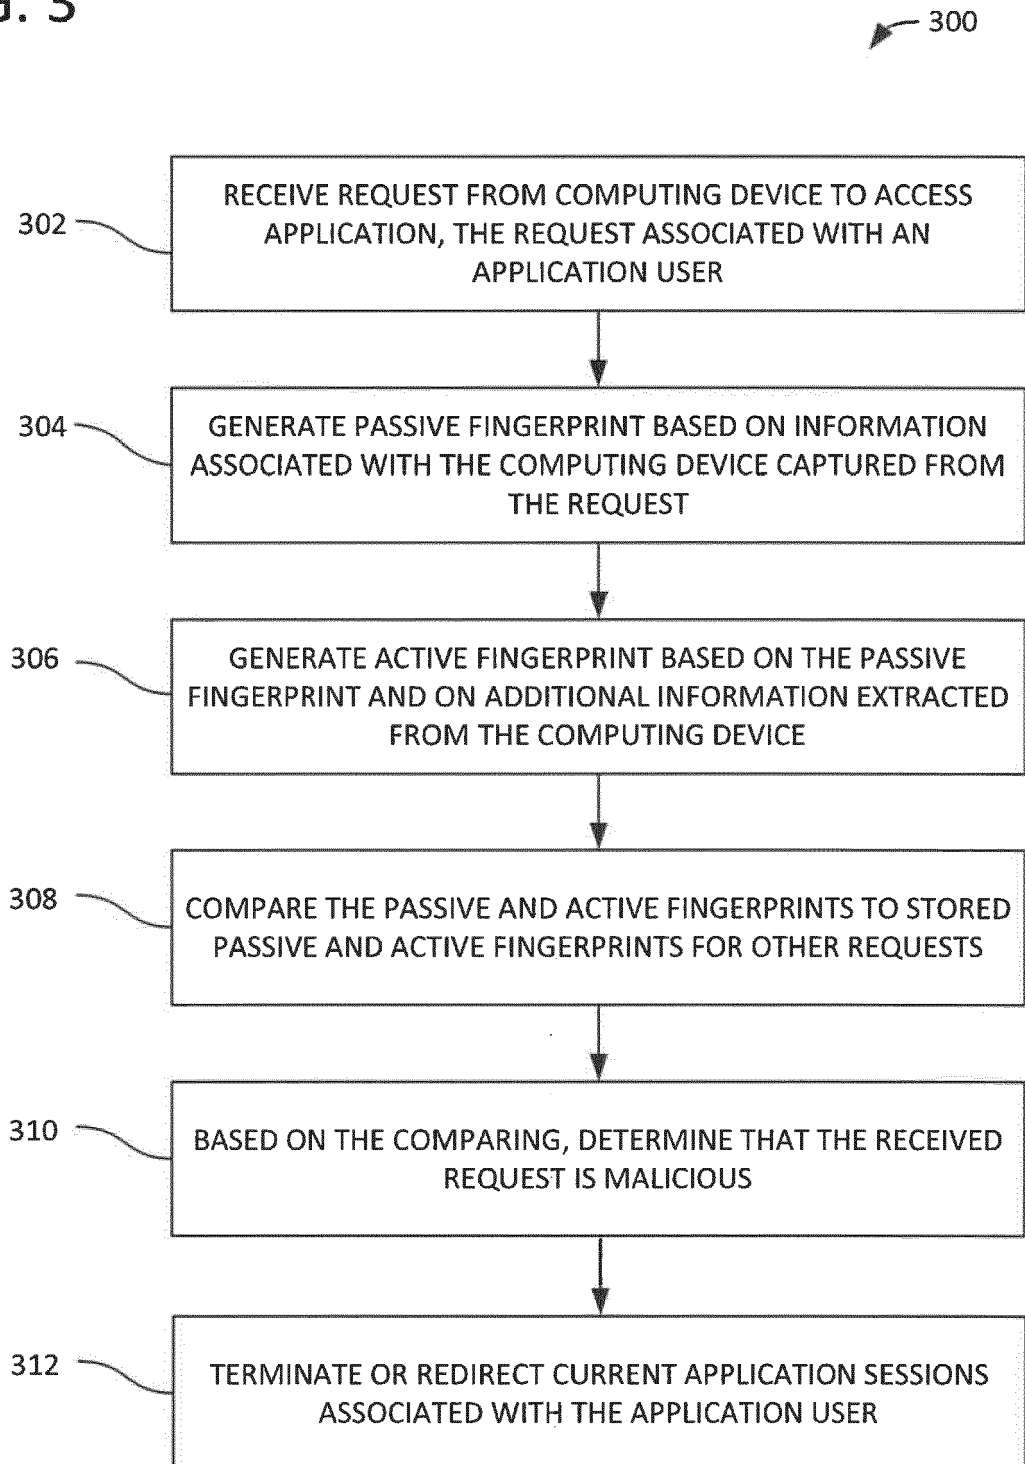 3
300
302
RECEIVE REQUEST FROM COMPUTING DEVICE TO ACCESS
APPLICATION, THE REQUEST ASSOCIATED WITH AN
APPLICATION USER
304
GENERATE PASSIVE FINGERPRINT BASED ON INFORMATION
ASSOCIATED WITH THE COMPUTING DEVICE CAPTURED FROM
THE REQUEST
306
GENERATE ACTIVE FINGERPRINT BASED ON THE PASSIVE
FINGERPRINT AND ON ADDITIONAL INFORMATION EXTRACTED
FROM THE COMPUTING DEVICE
308
COMPARE THE PASSIVE AND ACTIVE FINGERPRINTS TO STORED
PASSIVE AND ACTIVE FINGERPRINTS FOR OTHER REQUESTS
310
BASED ON THE COMPARING, DETERMINE THAT THE RECEIVED
REQUEST IS MALICIOUS
312
TERMINATE OR REDIRECT CURRENT APPLICATION SESSIONS
ASSOCIATED WITH THE APPLICATION USER